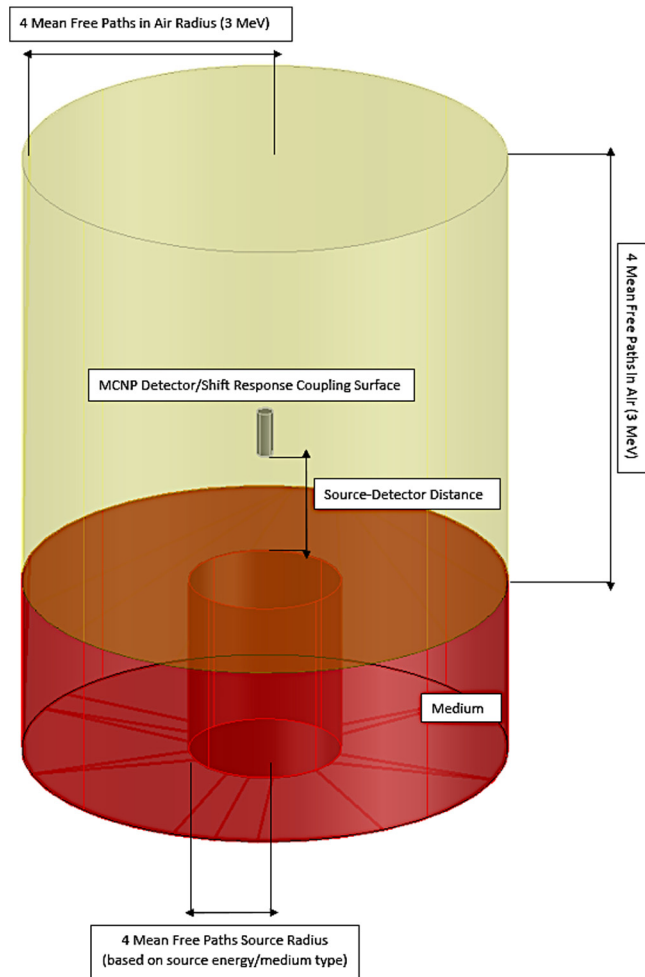 4 Mean Free Paths in Air Radius (3 MeV)
4 Mean Free Paths in Air (3 MeV)
MCNP Detector/Shift Response Coupling Surface
Source-Detector Distance
Medium
4 Mean Free Paths Source Radius
(based on source energy/medium type)